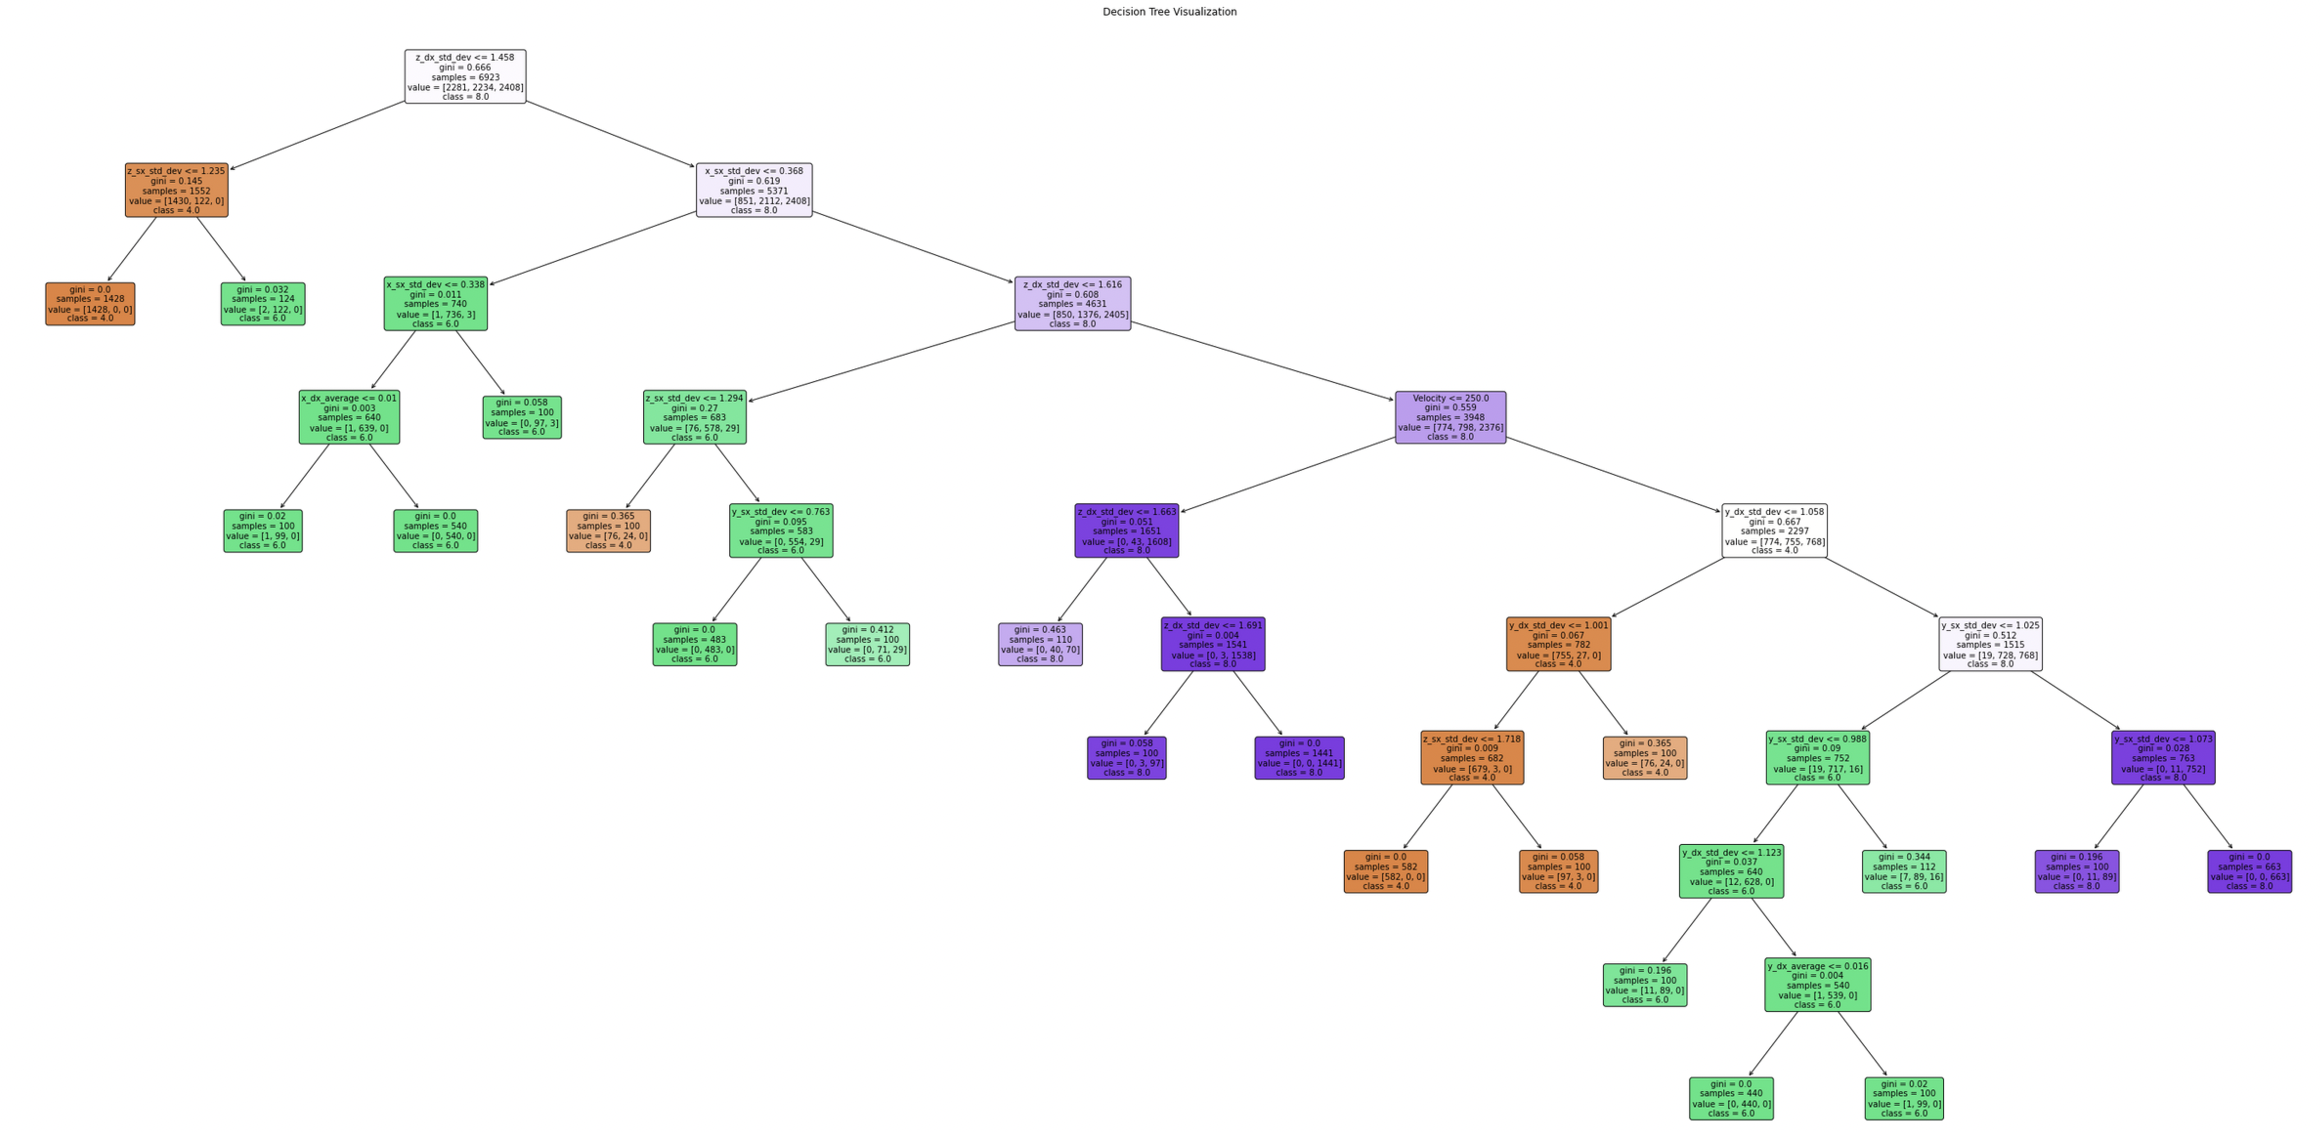 Decision Tree Visualization
z_dx_std_dev <= 1.458
gini = 0.666
samples = 6923
value = [2281, 2234, 2408]
class = 8.0
z_sx_std_dev <= 1.235
gini = 0.145
samples = 1552
value = [1430, 122, 0]
class = 4.0
x_sx_std_dev <= 0.368
gini = 0.619
samples = 5371
value = [851, 2112, 2408]
class = 8.0
gini = 0.0
samples = 1428
value = [1428, 0, 0]
class = 4.0
gini = 0.032
samples = 124
value = [2, 122, 0]
class = 6.0
x_sx_std_dev <= 0.338
gini = 0.011
samples = 740
value = [1, 736, 3]
class = 6.0
z_dx_std_dev <= 1.616
gini = 0.608
samples = 4631
value = [850, 1376, 2405]
class = 8.0
x_dx_average <= 0.01
gini = 0.003
samples = 640
value = [1, 639, 0]
class = 6.0
gini = 0.058
samples = 100
value = [0, 97, 3]
class = 6.0
z_sx_std_dev <= 1.294
gini = 0.27
samples = 683
value = [76, 578, 29]
class = 6.0
Velocity <= 250.0
gini = 0.559
samples = 3948
value = [774, 798, 2376]
class = 8.0
gini = 0.02
samples = 100
value = [1, 99, 0]
class = 6.0
gini = 0.0
samples = 540
value = [0, 540, 0]
class = 6.0
gini = 0.365
samples = 100
value = [76, 24, 0]
class = 4.0
y_sx_std_dev <= 0.763
gini = 0.095
samples = 583
value = [0, 554, 29]
class = 6.0
z_dx_std_dev <= 1.663
gini = 0.051
samples = 1651
value = [0, 43, 1608]
class = 8.0
y_dx_std_dev <= 1.058
gini = 0.667
samples = 2297
value = [774, 755, 768]
class = 4.0
gini = 0.0
samples = 483
value = [0, 483, 0]
class = 6.0
gini = 0.412
samples = 100
value = [0, 71, 29]
class = 6.0
gini = 0.463
samples = 110
value = [0, 40, 70]
class = 8.0
z_dx_std_dev <= 1.691
gini = 0.004
samples = 1541
value = [0, 3, 1538]
class = 8.0
y_dx_std_dev <= 1.001
gini = 0.067
samples = 782
value = [755, 27, 0]
class = 4.0
y_sx_std_dev <= 1.025
gini = 0.512
samples = 1515
value = [19, 728, 768]
class = 8.0
gini = 0.058
samples = 100
value = [0, 3, 97]
class = 8.0
gini = 0.0
samples = 1441
value = [0, 0, 1441]
class = 8.0
z_sx_std_dev <= 1.718
gini = 0.009
samples = 682
value = [679, 3, 0]
class = 4.0
gini = 0.365
samples = 100
value = [76, 24, 0]
class = 4.0
y_sx_std_dev <= 0.988
gini = 0.09
samples = 752
value = [19, 717, 16]
class = 6.0
y_sx_std_dev <= 1.073
gini = 0.028
samples = 763
value = [0, 11, 752]
class = 8.0
gini = 0.0
samples = 582
value = [582, 0, 0]
class = 4.0
gini = 0.058
samples = 100
value = [97, 3, 0]
class = 4.0
y_dx_std_dev <= 1.123
gini = 0.037
samples = 640
value = [12, 628, 0]
class = 6.0
gini = 0.344
samples = 112
value = [7, 89, 16]
class = 6.0
gini = 0.196
samples = 100
value = [0, 11, 89]
class = 8.0
gini = 0.0
samples = 663
value = [0, 0, 663]
class = 8.0
gini = 0.196
samples = 100
value = [11, 89, 0]
class = 6.0
y_dx_average <= 0.016
gini = 0.004
samples = 540
value = [1, 539, 0]
class = 6.0
gini = 0.0
samples = 440
value = [0, 440, 0]
class = 6.0
gini = 0.02
samples = 100
value = [1, 99, 0]
class = 6.0